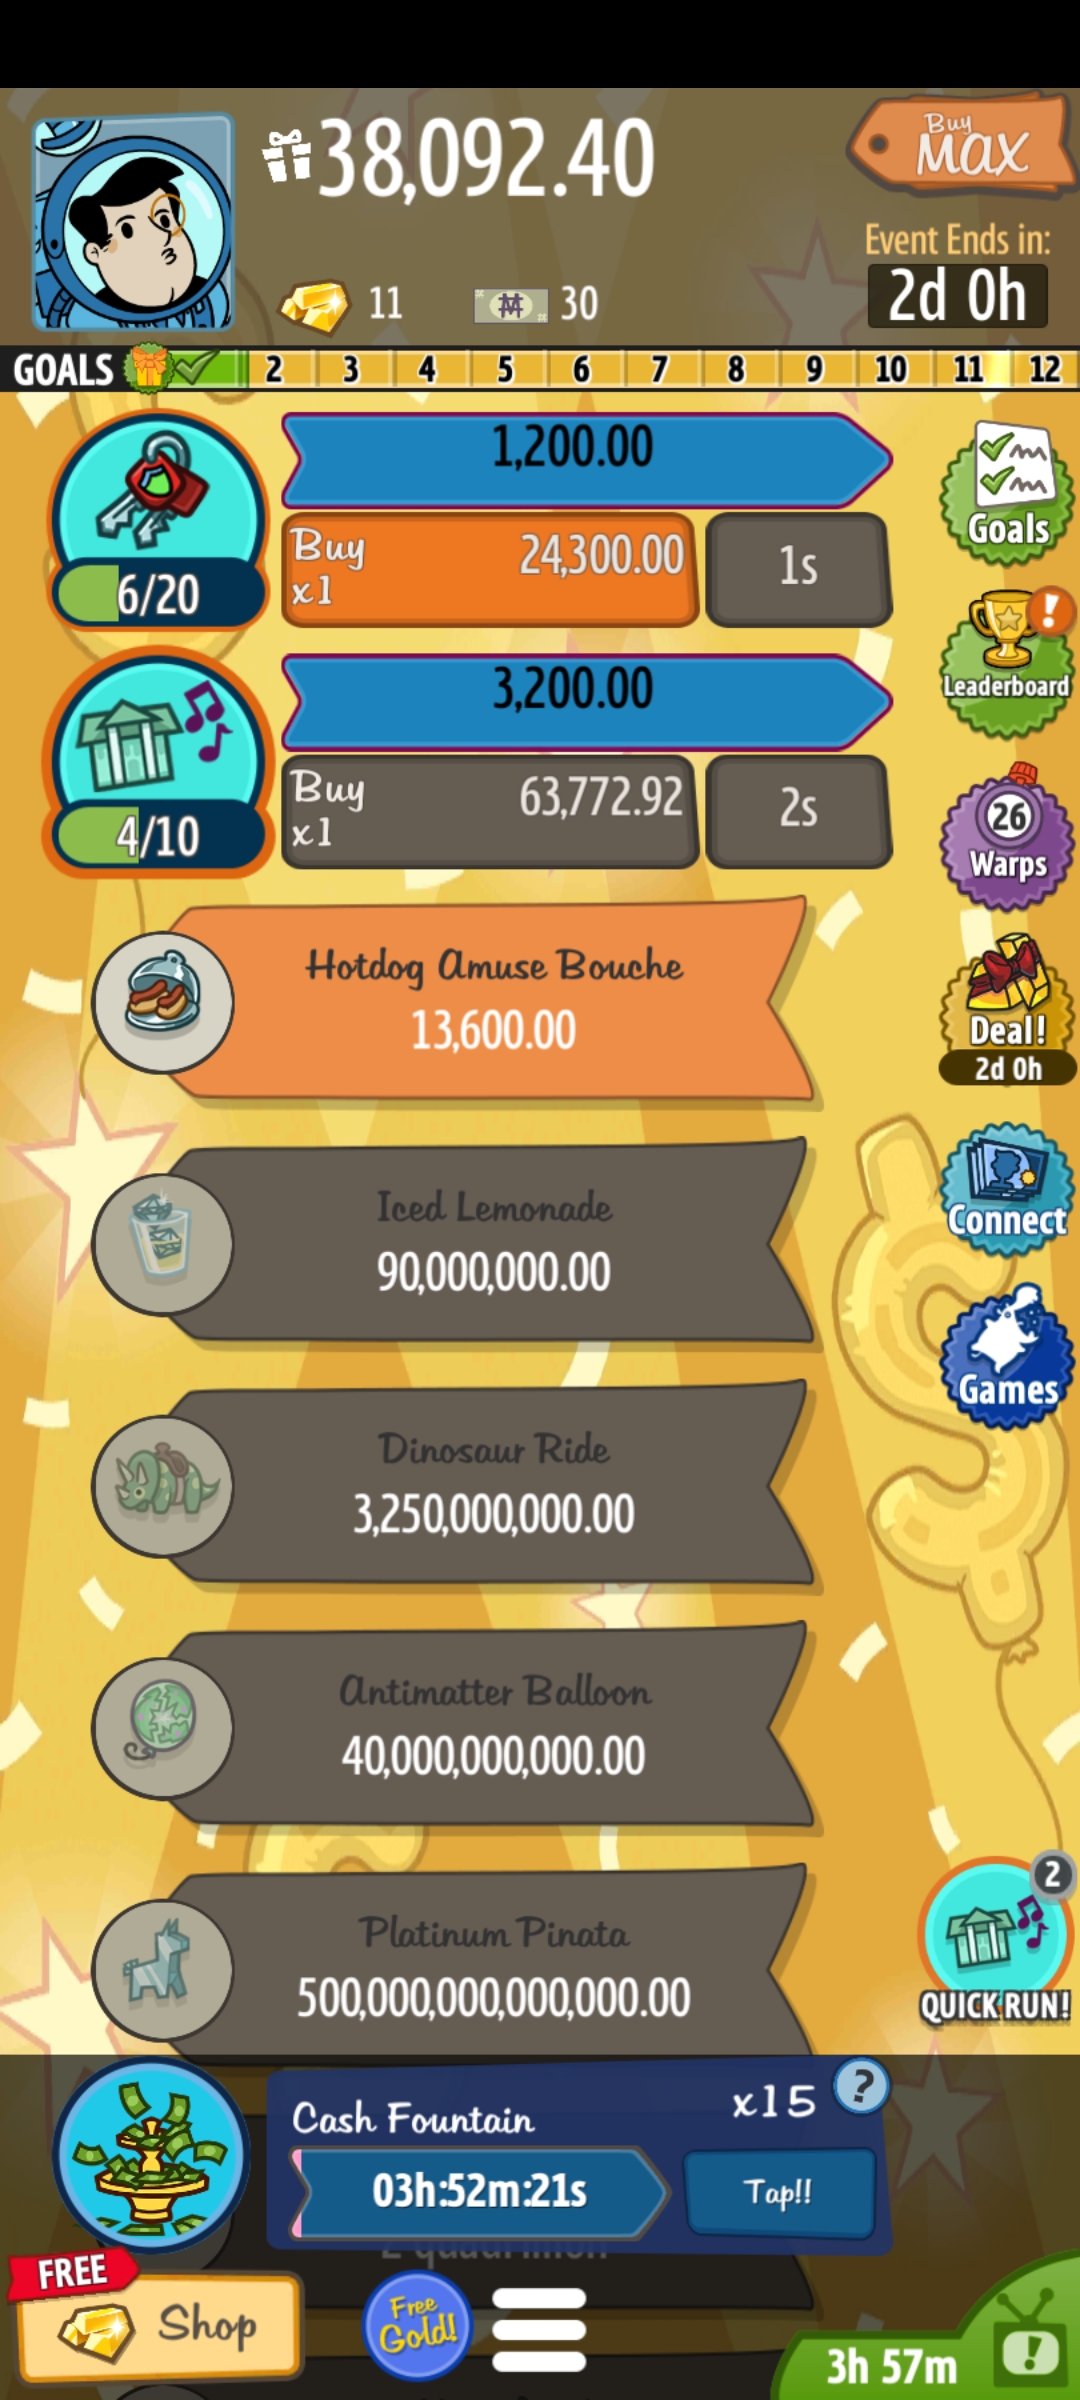 38,092.40
Buy
MAX
11
30
Event Ends in:
2d 0h
GOALS 2 3 4 5 6 7 8 9 10 11 12
1,200.00
Buy
x1
24,300.00
1s
6/20
Goals
Leaderboard
3,200.00
Buy
x1
63,772.92
2s
4/10
26
Warps
Hotdog Amuse Bouche
13,600.00
Deal!
2d 0h
Iced Lemonade
90,000,000.00
Connect
Dinosaur Ride
3,250,000,000.00
Games
Antimatter Balloon
40,000,000,000.00
Platinum Pinata
500,000,000,000,000.00
2
QUICK RUN!
Cash Fountain
x15
?
03h:52m:21s
Tap!!
FREE
Shop
Free
Gold!
3h 57m
!